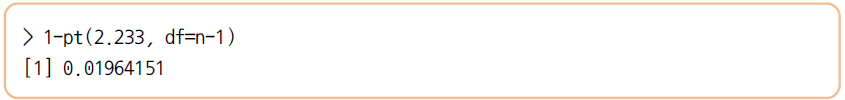 > 1-pt(2.233, df=n-1)
[1] 0.01964151